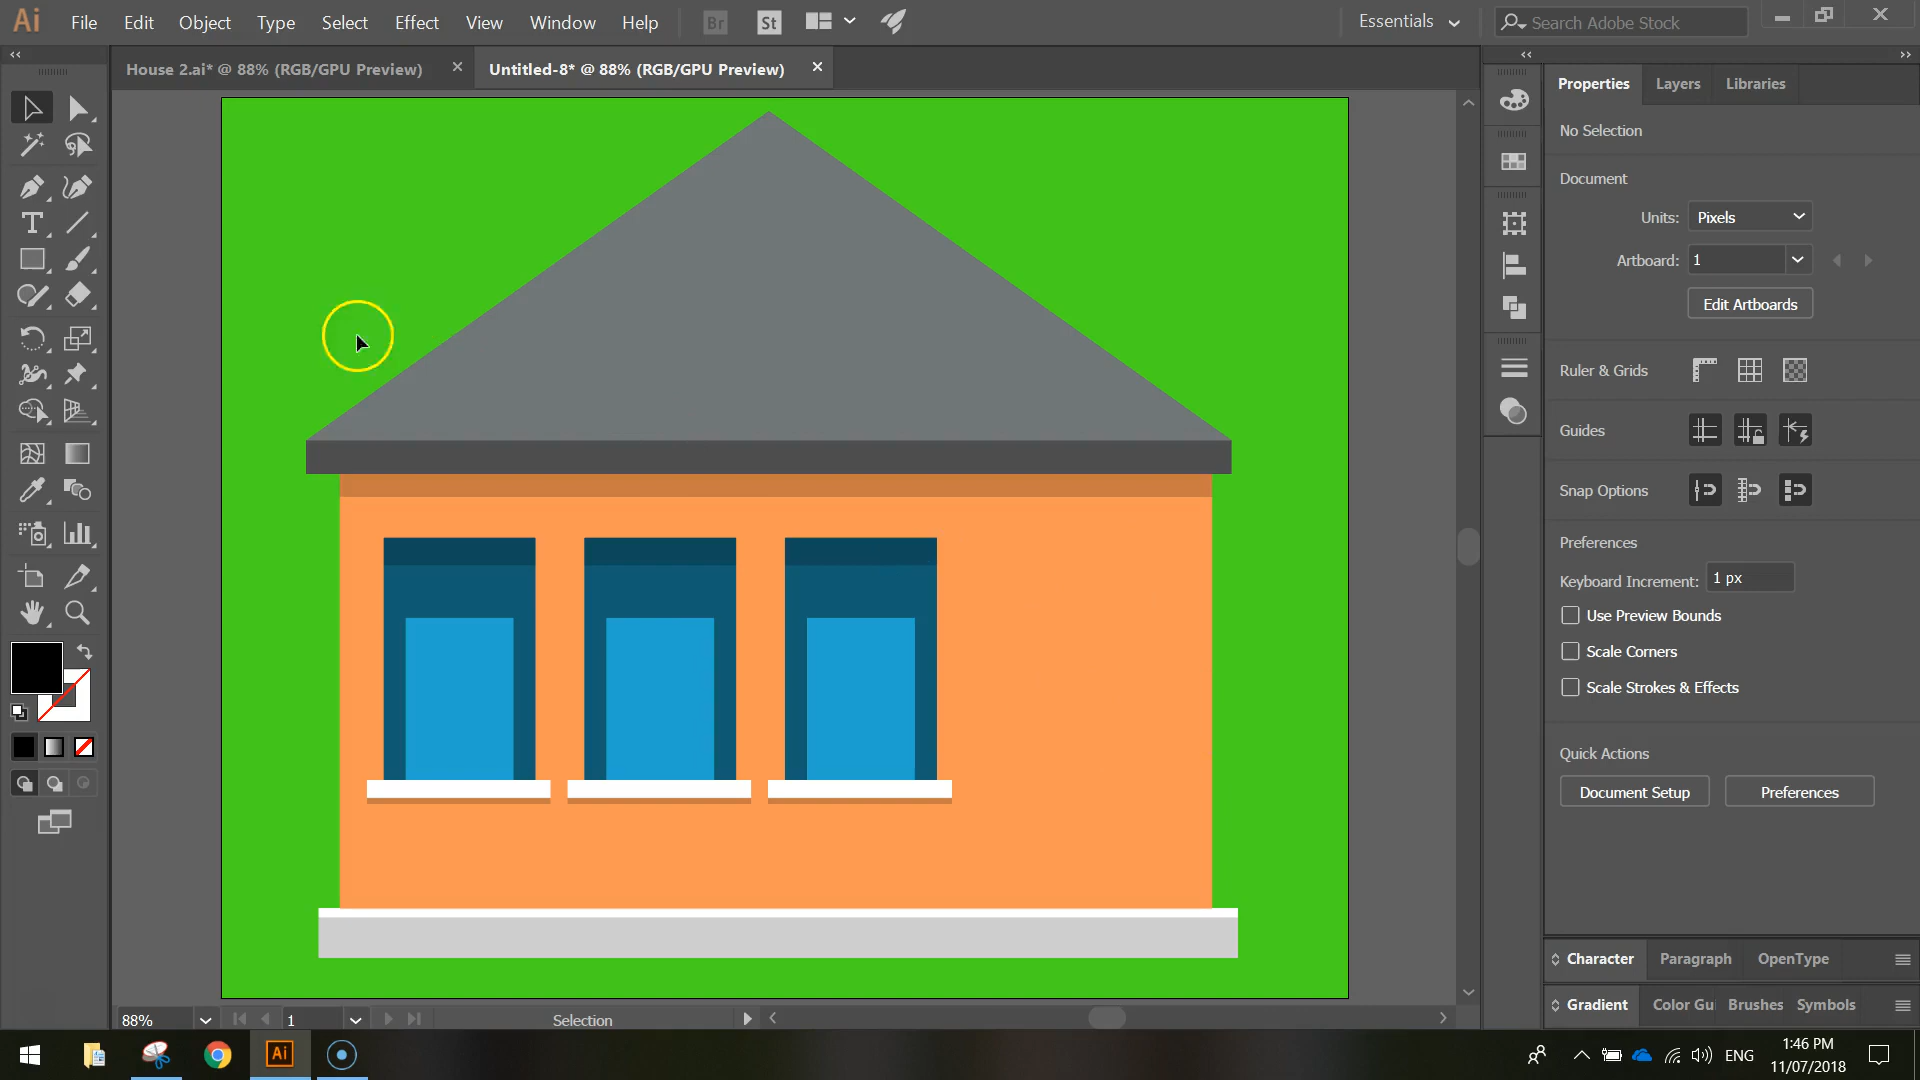 Ai File Edit Object Type Select Effect View Window Help Br St Essentials Search Adobe Stock
House 2.ai* @ 88% (RGB/GPU Preview) Untitled-8* @ 88% (RGB/GPU Preview)
Properties Layers Libraries
No Selection
Document
Units: Pixels
Artboard: 1
Edit Artboards
Ruler & Grids
Guides
Snap Options
Preferences
Keyboard Increment: 1 px
Use Preview Bounds
Scale Corners
Scale Strokes & Effects
Quick Actions
Document Setup Preferences
Character Paragraph OpenType
Gradient Color Gui Brushes Symbols
88% 1 Selection
Ai ENG 1:46 PM
11/07/2018